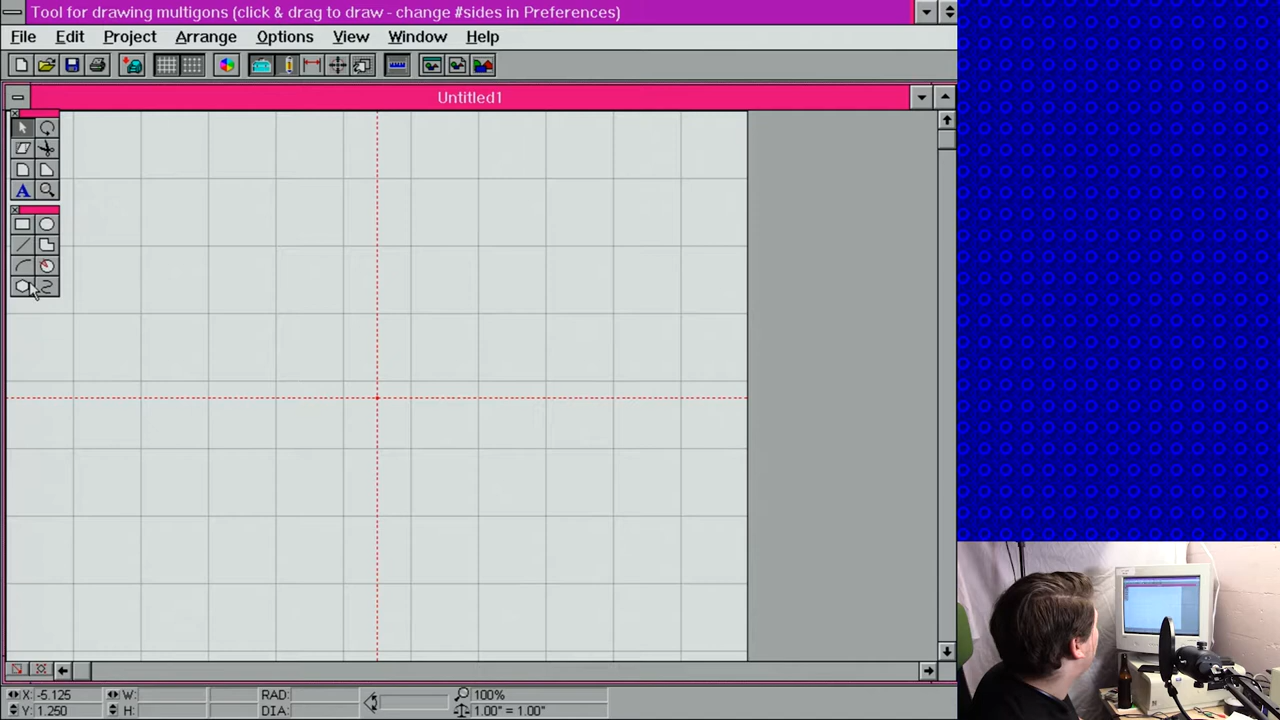 Tool for drawing multigons (click & drag to draw - change #sides in Preferences)
File Edit Project Arrange Options View Window Help
Untitled1
A
X: -5.125 W: RAD: 100%
Y: 1.250 H: DIA: 1.00" = 1.00"